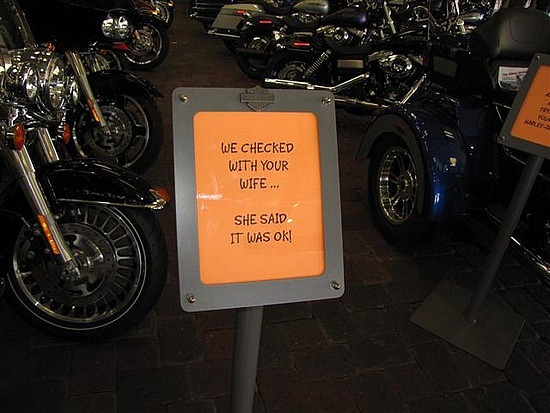 WE CHECKED
WITH YOUR
WIFE ...
SHE SAID
IT WAS OK!